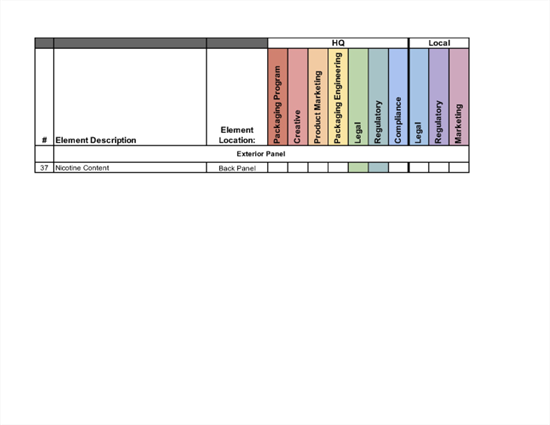 HQ Local
# Element Description Element Location: Packaging Program Creative Product Marketing Packaging Engineering Legal Regulatory Compliance Legal Regulatory Marketing
Exterior Panel
37 Nicotine Content Back Panel